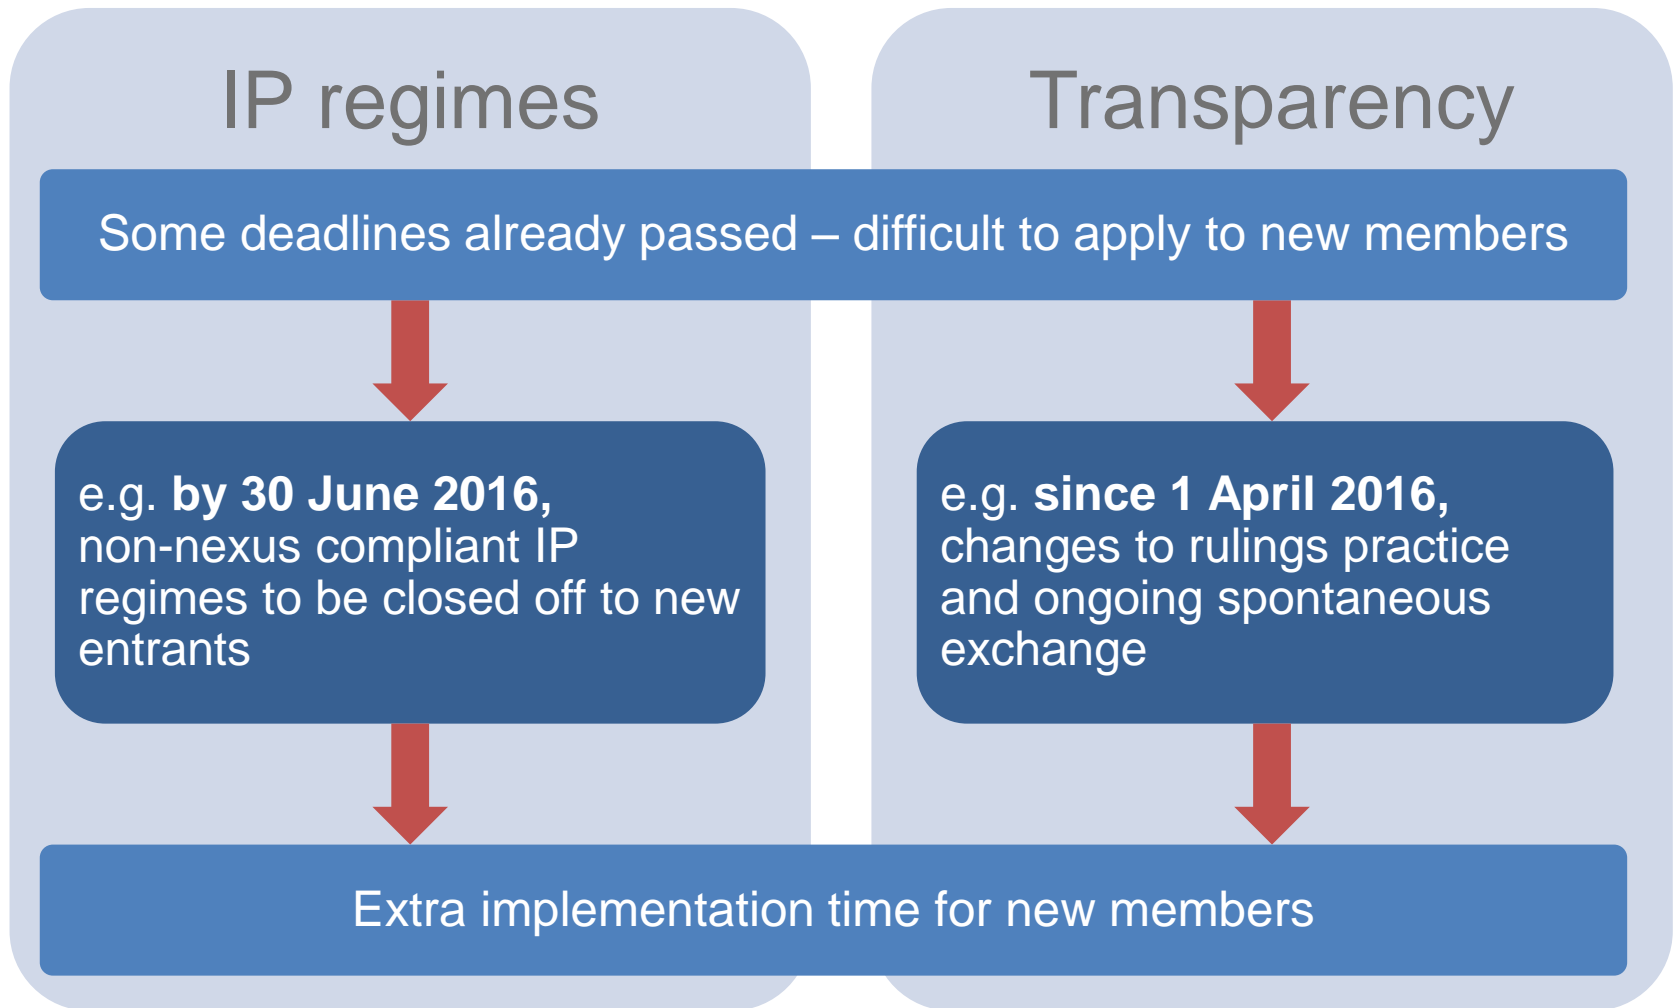 IP regimes
Transparency
Some deadlines already passed – difficult to apply to new members
e.g. by 30 June 2016,
non-nexus compliant IP
regimes to be closed off to new
entrants
e.g. since 1 April 2016,
changes to rulings practice
and ongoing spontaneous
exchange
Extra implementation time for new members